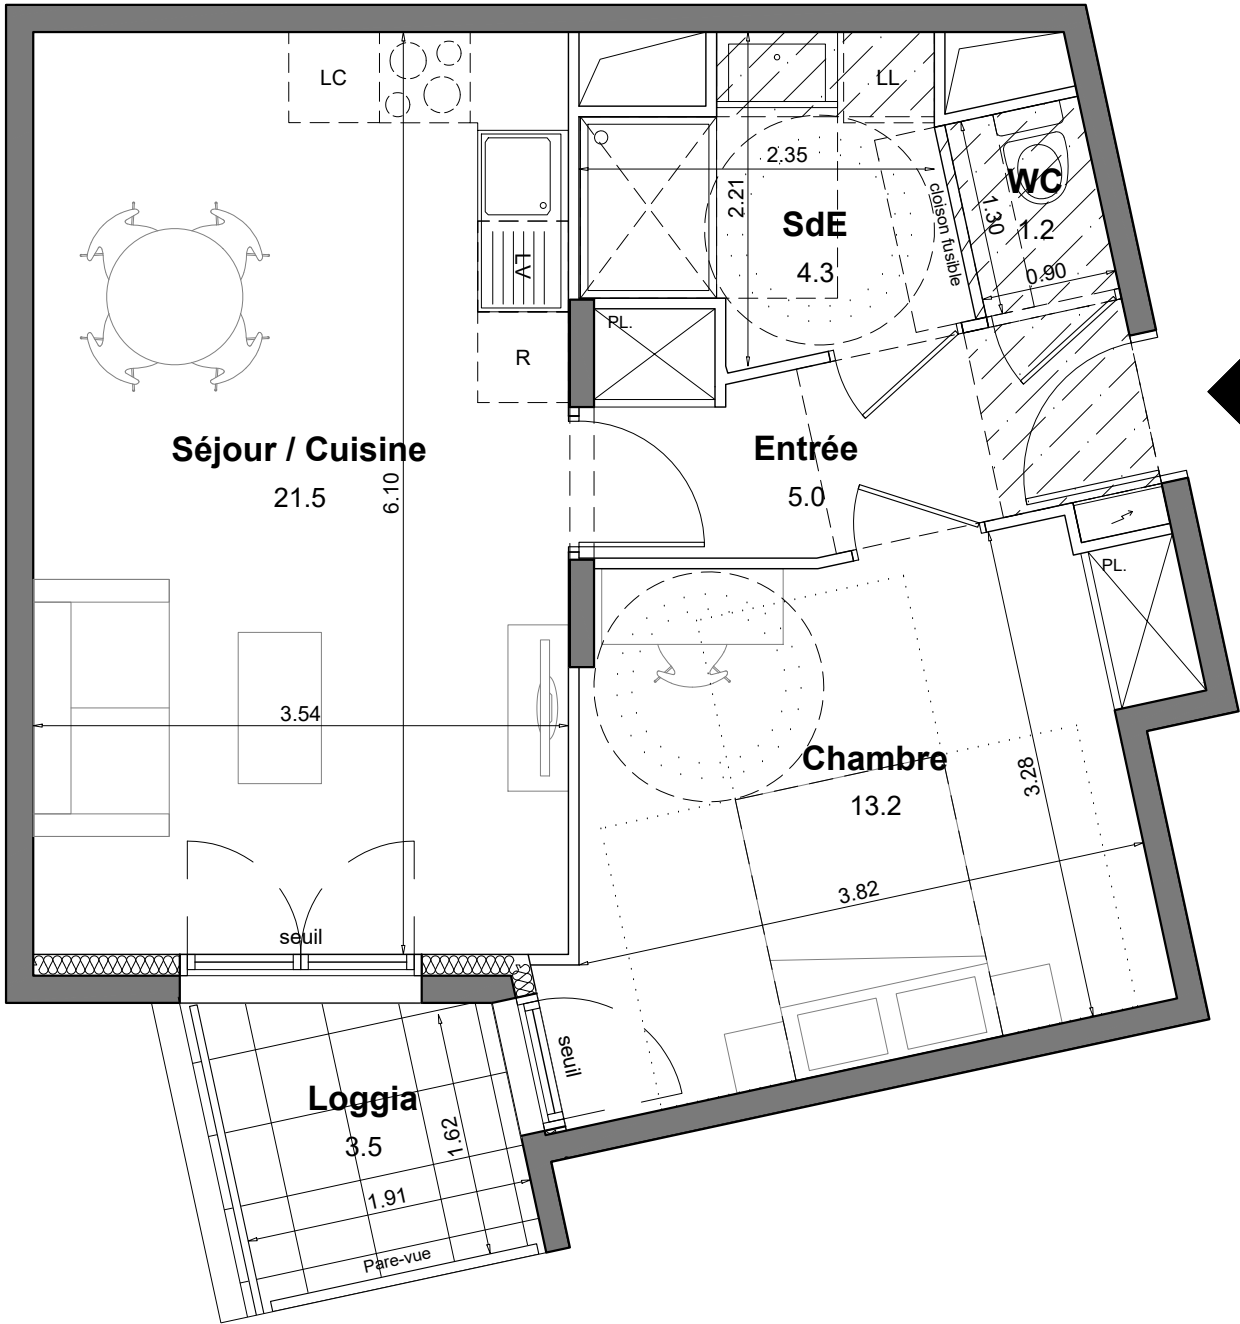 LC
LL
2.35
2.21
SdE
4.3
cloison fusible
WC
1.2
1.30
0.90
LV
PL.
R
Séjour / Cuisine
21.5
6.10
Entrée
5.0
PL.
3.54
Chambre
13.2
3.28
3.82
seuil
seuil
Loggia
3.5
1.62
1.91
Pare-vue